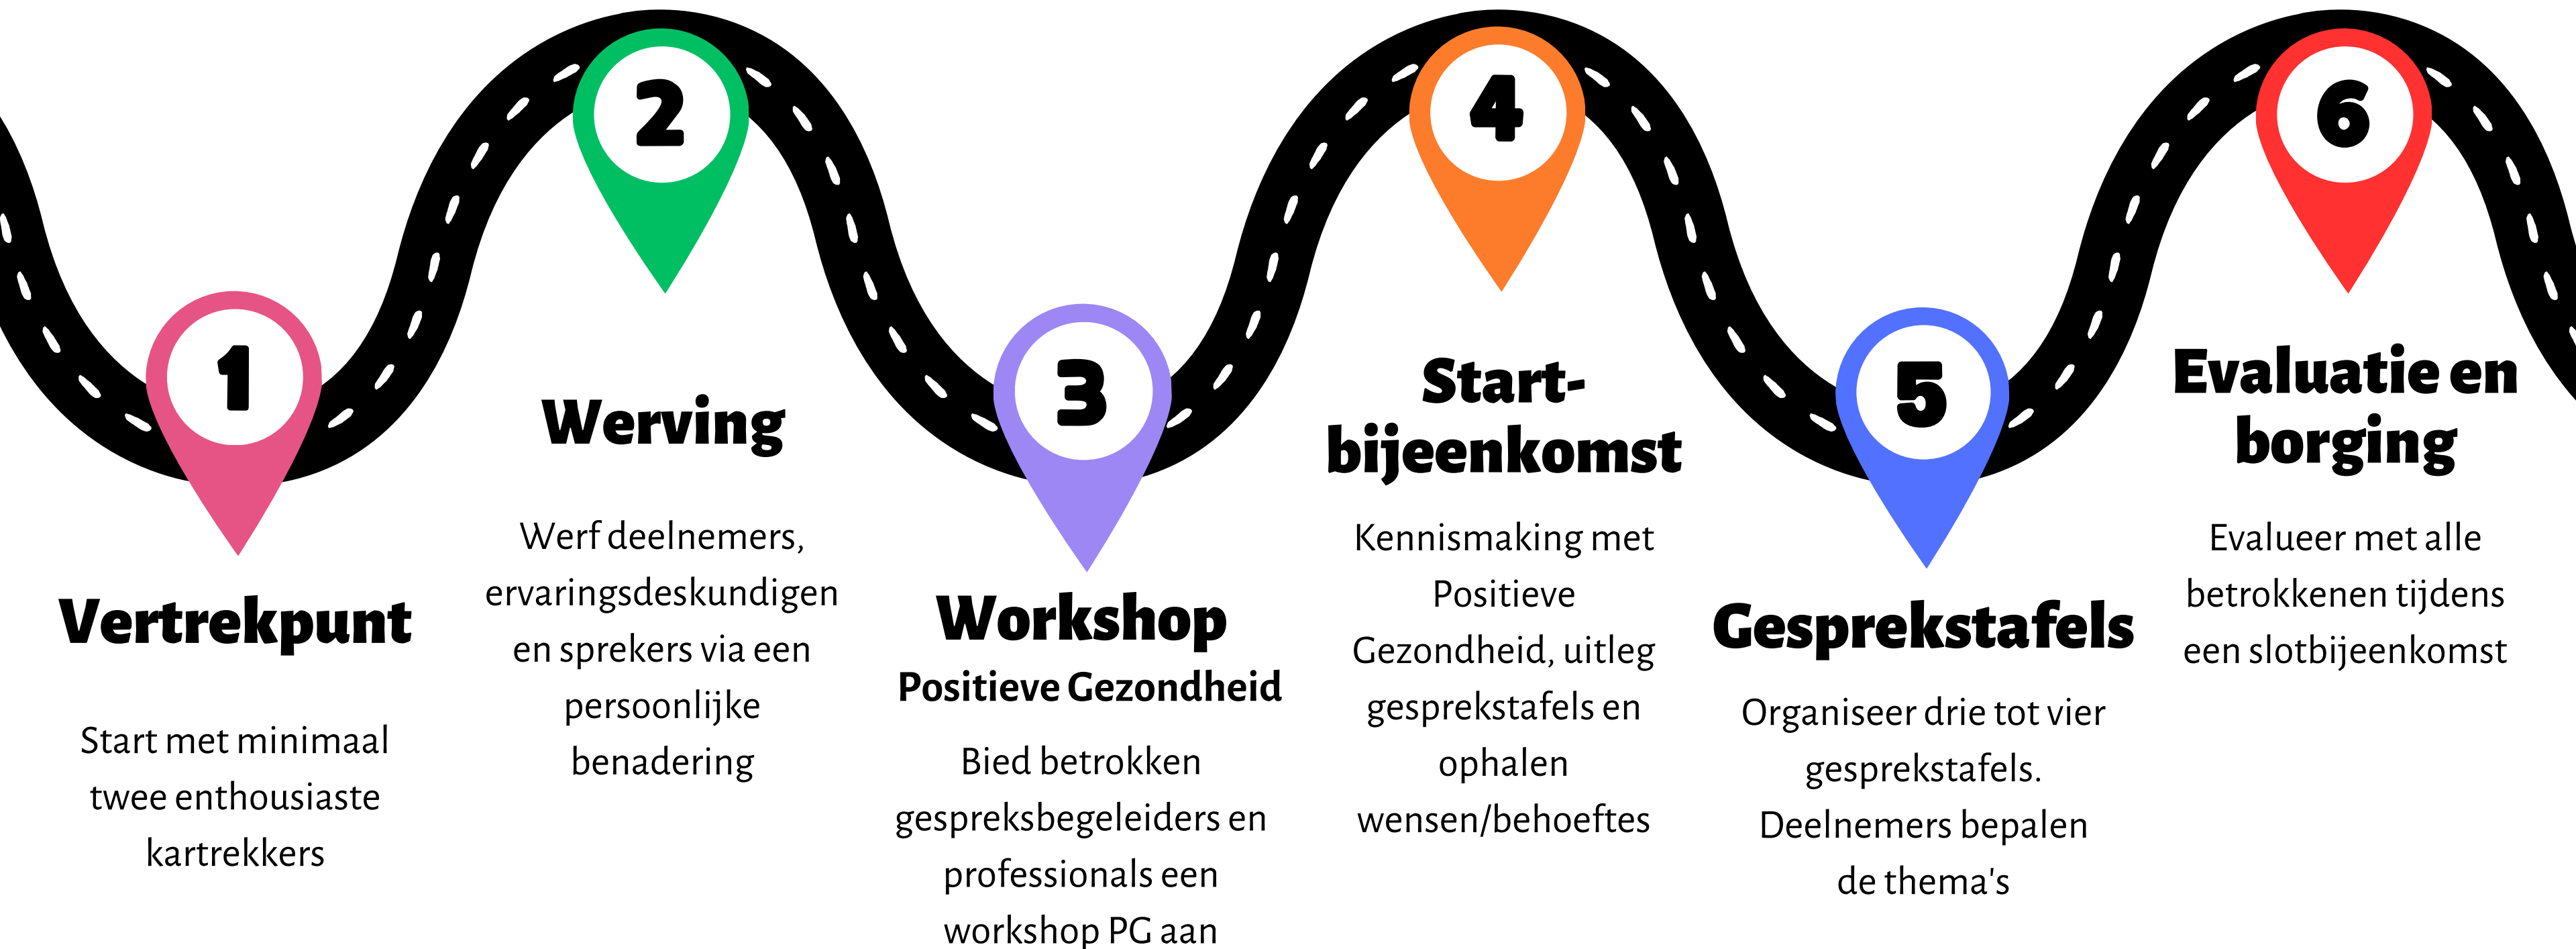 1
Vertrekpunt
Start met minimaal
twee enthousiaste
kartrekkers
2
Werving
Werf deelnemers,
ervaringsdeskundigen
en sprekers via een
persoonlijke
benadering
3
Workshop
Positieve Gezondheid
Bied betrokken
gespreksbegeleiders en
professionals een
workshop PG aan
4
Start-
bijeenkomst
Kennismaking met
Positieve
Gezondheid, uitleg
gesprekstafels en
ophalen
wensen/behoeftes
5
Gesprekstafels
Organiseer drie tot vier
gesprekstafels.
Deelnemers bepalen
de thema's
6
Evaluatie en
borging
Evalueer met alle
betrokkenen tijdens
een slotbijeenkomst